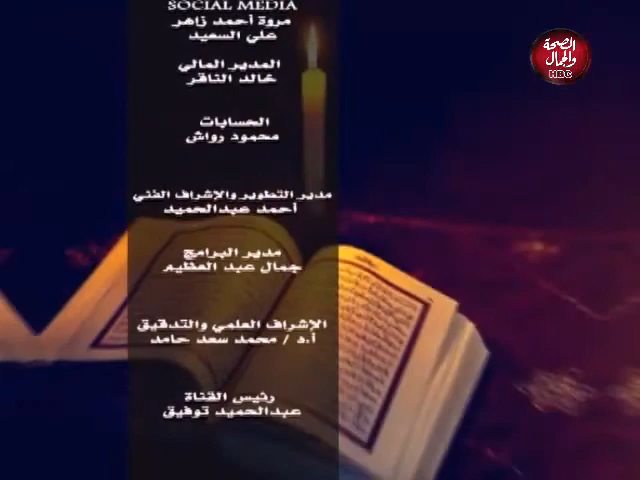 SOCIAL MEDIA
مروة أحمد زاهر
على السعيد
المدير المالي
خالد الناقر
الحسابات
محمود رواش
مدير التطوير والإشراف الفني
أحمد عبدالحميد
مدير البرامج
جمال عبد العظيم
الإشراف العلمي والتدقيق
أ.د / محمد سعد حامد
رئيس القناة
عبدالحميد توفيق
الصحة
والجمال
HBC